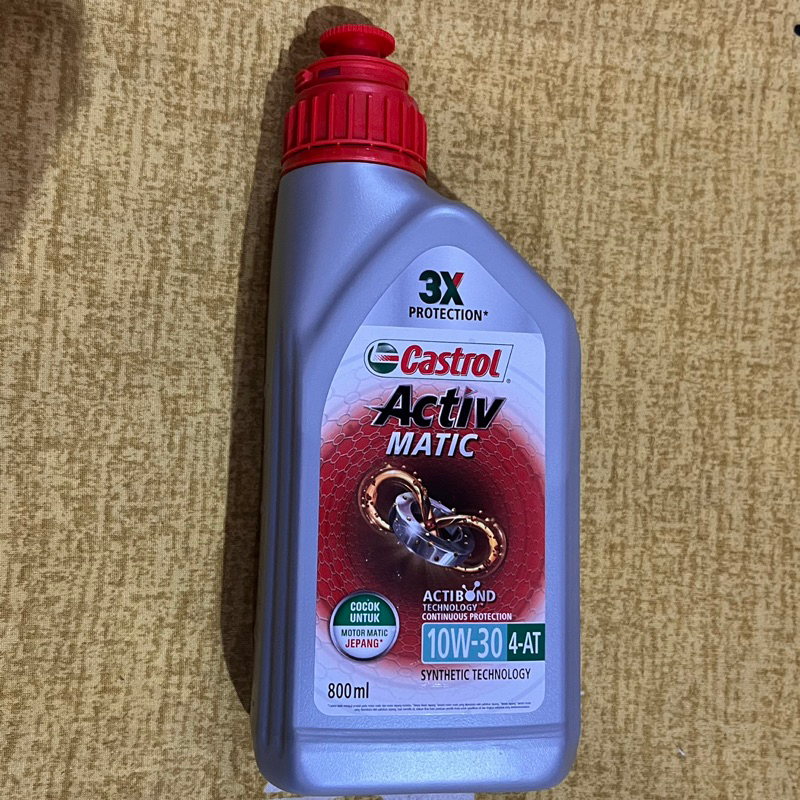 3X
PROTECTION*
Castrol
Activ
MATIC
ACTIBOND
TECHNOLOGY
CONTINUOUS PROTECTION
COCOK
UNTUK
MOTOR MATIC
JEPANG*
10W-30 4-AT
SYNTHETIC TECHNOLOGY
800ml